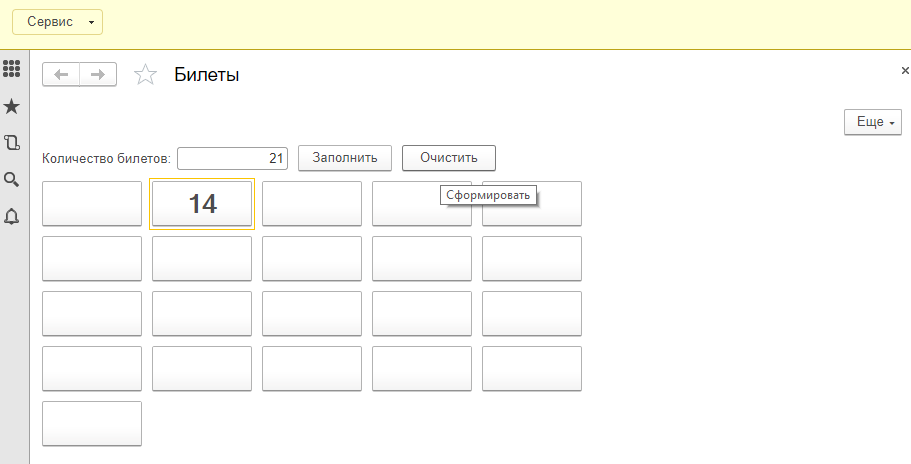 Сервис
Билеты
Еще
Количество билетов: 21 Заполнить Очистить
14
Сформировать